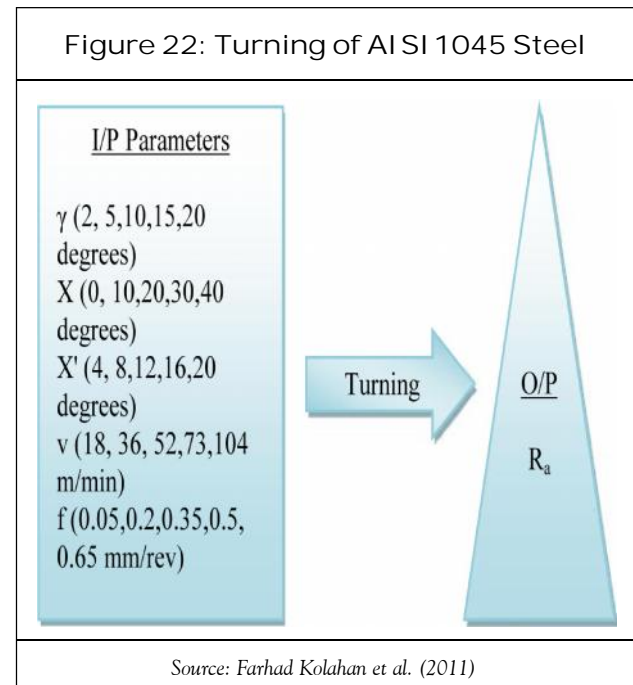 Figure 22: Turning of AISI 1045 Steel
I/P Parameters
γ (2, 5,10,15,20
degrees)
X (0, 10,20,30,40
degrees)
X' (4, 8,12,16,20
degrees)
v (18, 36, 52,73,104
m/min)
f (0.05,0.2,0.35,0.5,
0.65 mm/rev)
Turning
O/P
Ra
Source: Farhad Kolahan et al. (2011)